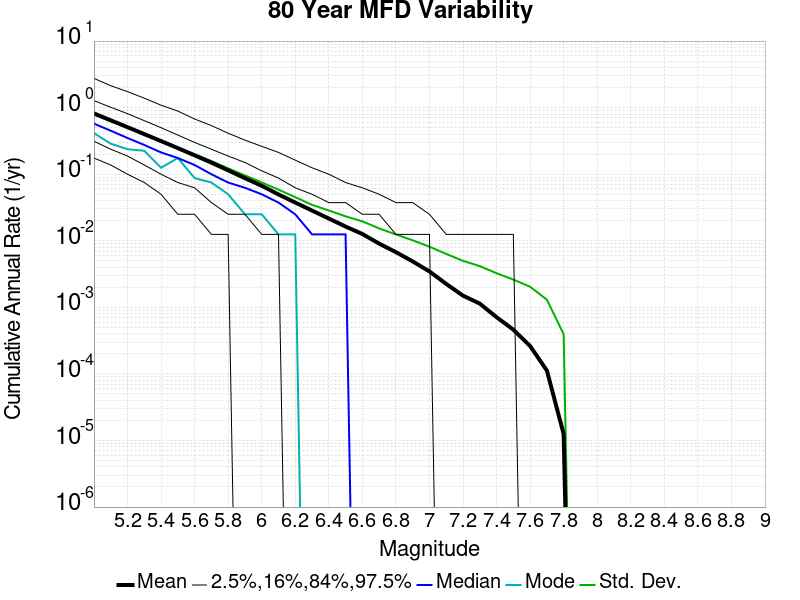 80 Year MFD Variability
10^1
10^0
10^-1
10^-2
10^-3
10^-4
10^-5
10^-6
Cumulative Annual Rate (1/yr)
5.2 5.4 5.6 5.8 6 6.2 6.4 6.6 6.8 7 7.2 7.4 7.6 7.8 8 8.2 8.4 8.6 8.8 9
Magnitude
Mean 2.5%,16%,84%,97.5% Median Mode Std. Dev.